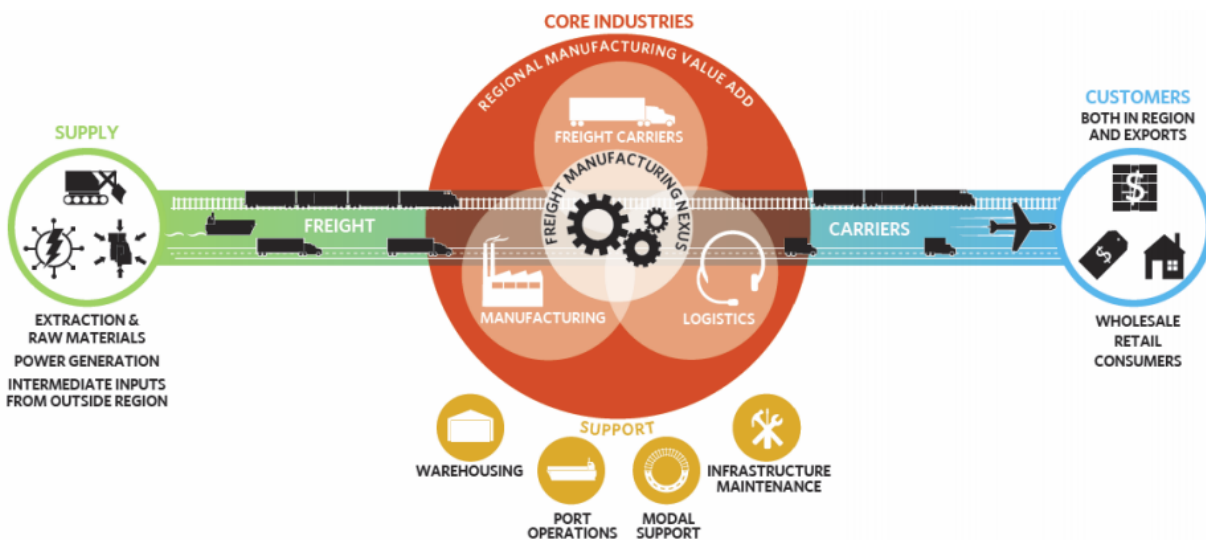 CORE INDUSTRIES
REGIONAL MANUFACTURING VALUE ADD
FREIGHT CARRIERS
FREIGHT MANUFACTURING NEXUS
MANUFACTURING
LOGISTICS
SUPPLY
EXTRACTION &
RAW MATERIALS
POWER GENERATION
INTERMEDIATE INPUTS
FROM OUTSIDE REGION
FREIGHT
CARRIERS
CUSTOMERS
BOTH IN REGION
AND EXPORTS
$
$
WHOLESALE
RETAIL
CONSUMERS
SUPPORT
WAREHOUSING
PORT
OPERATIONS
MODAL
SUPPORT
INFRASTRUCTURE
MAINTENANCE